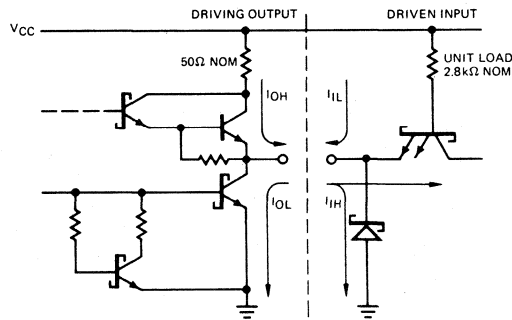 DRIVING OUTPUT
DRIVEN INPUT
VCC
50Ω NOM
UNIT LOAD
2.8kΩ NOM
IOH
IIL
IOL
IIH